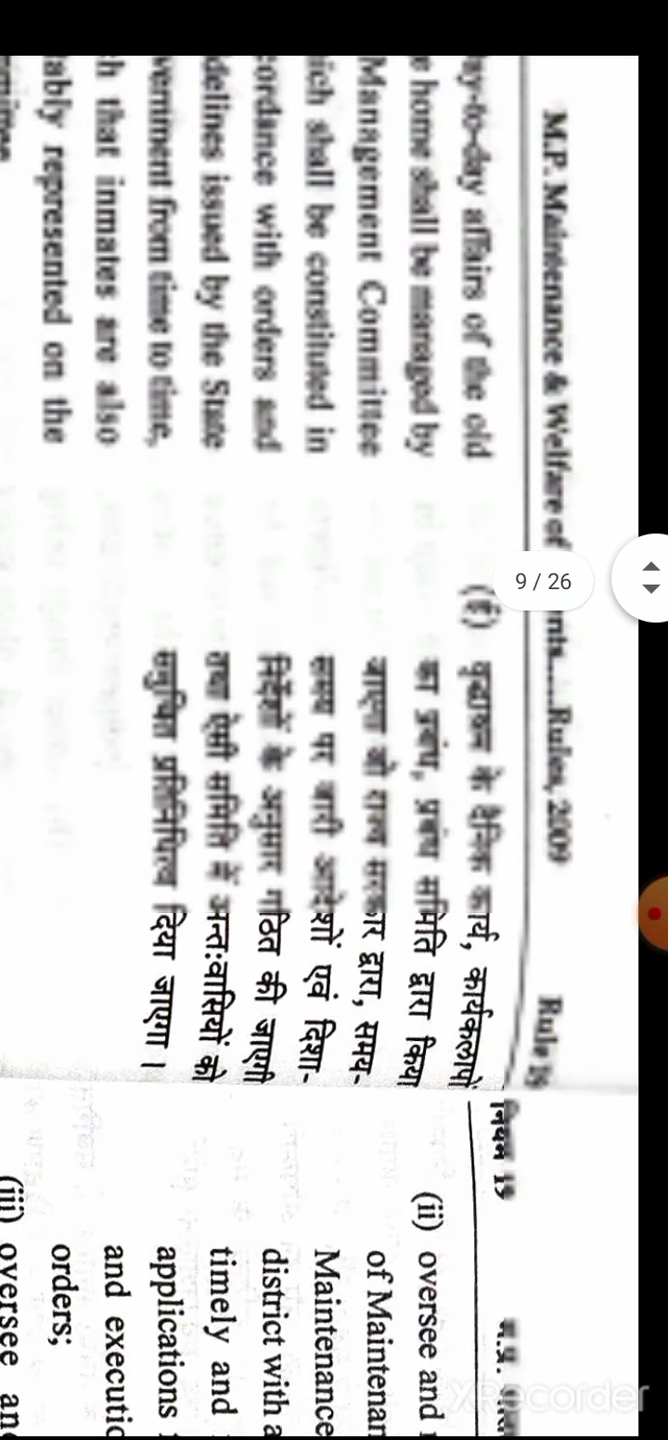 M.P. Maintenance & Welfare of
nts....Rules, 2009
Rule 19
ay-to-day affairs of the old
e home shall be managed by
Management Committee
ich shall be constituted in
cordance with orders and
delines issued by the State
vernment from time to time,
h that inmates are also
ably represented on the
(ई) वृद्धाश्रम के दैनिक कार्य, कार्यकलापों
का प्रबंध, प्रबंध समिति द्वारा किया
जाएगा जो राज्य सरकार द्वारा, समय-
समय पर जारी आदेशों एवं दिशा-
निर्देशों के अनुसार गठित की जाएगी
तथा ऐसी समिति में अन्तःवासियों को
समुचित प्रतिनिधित्व दिया जाएगा ।
9 / 26
नियम 19
म.प्र.
(ii) oversee and
of Maintenan
Maintenance
district with a
timely and
applications
and executio
orders;
(iii) oversee and
XRecorder